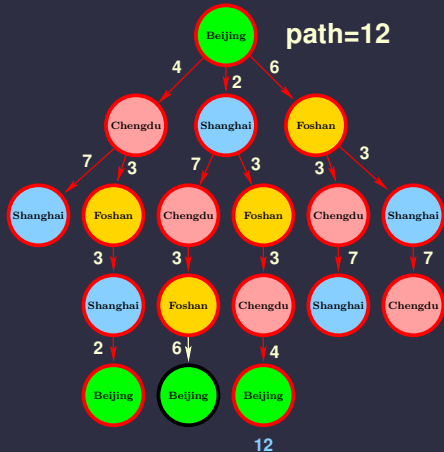 Beijing
path=12
4
2
6
Chengdu
Shanghai
Foshan
7
3
7
3
3
3
Shanghai
Foshan
Chengdu
Foshan
Chengdu
Shanghai
3
3
3
7
7
Shanghai
Foshan
Chengdu
Shanghai
Chengdu
2
6
4
Beijing
Beijing
Beijing
12